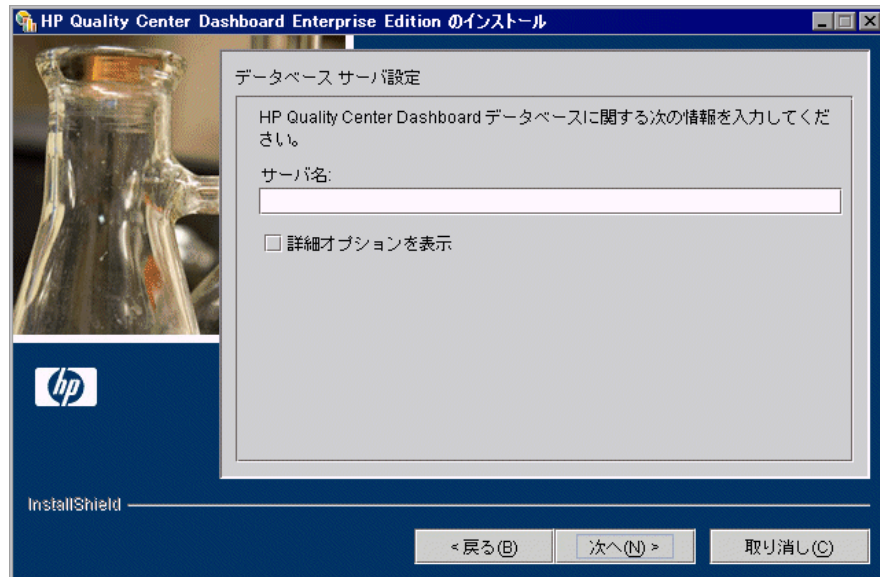 HP Quality Center Dashboard Enterprise Edition のインストール
データベース サーバ設定
HP Quality Center Dashboard データベースに関する次の情報を入力してくだ
さい。
サーバ名:
詳細オプションを表示
hp
InstallShield
< 戻る(B)
次へ(N) >
取り消し(C)